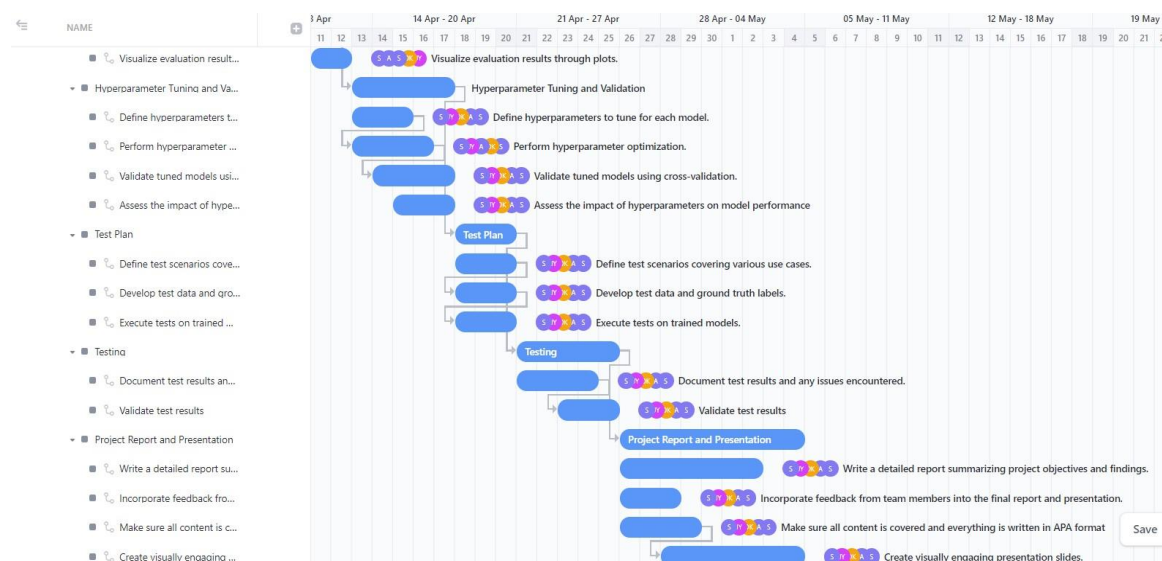 NAME
3 Apr 14 Apr - 20 Apr 21 Apr - 27 Apr 28 Apr - 04 May 05 May - 11 May 12 May - 18 May 19 May
11 12 13 14 15 16 17 18 19 20 21 22 23 24 25 26 27 28 29 30 1 2 3 4 5 6 7 8 9 10 11 12 13 14 15 16 17 18 19 20 21
Visualize evaluation result... S A S Visualize evaluation results through plots.
Hyperparameter Tuning and Va... Hyperparameter Tuning and Validation
Define hyperparameters t... S A S Define hyperparameters to tune for each model.
Perform hyperparameter ... S A S Perform hyperparameter optimization.
Validate tuned models usi... S A S Validate tuned models using cross-validation.
Assess the impact of hype... S A S Assess the impact of hyperparameters on model performance
Test Plan Test Plan
Define test scenarios cove... S A S Define test scenarios covering various use cases.
Develop test data and gro... S A S Develop test data and ground truth labels.
Execute tests on trained ... S A S Execute tests on trained models.
Testing Testing
Document test results an... S A S Document test results and any issues encountered.
Validate test results S A S Validate test results
Project Report and Presentation Project Report and Presentation
Write a detailed report su... S A S Write a detailed report summarizing project objectives and findings.
Incorporate feedback fro... S A S Incorporate feedback from team members into the final report and presentation.
Make sure all content is c... S A S Make sure all content is covered and everything is written in APA format Save
Create visually engaging ... S A S Create visually engaging presentation slides.